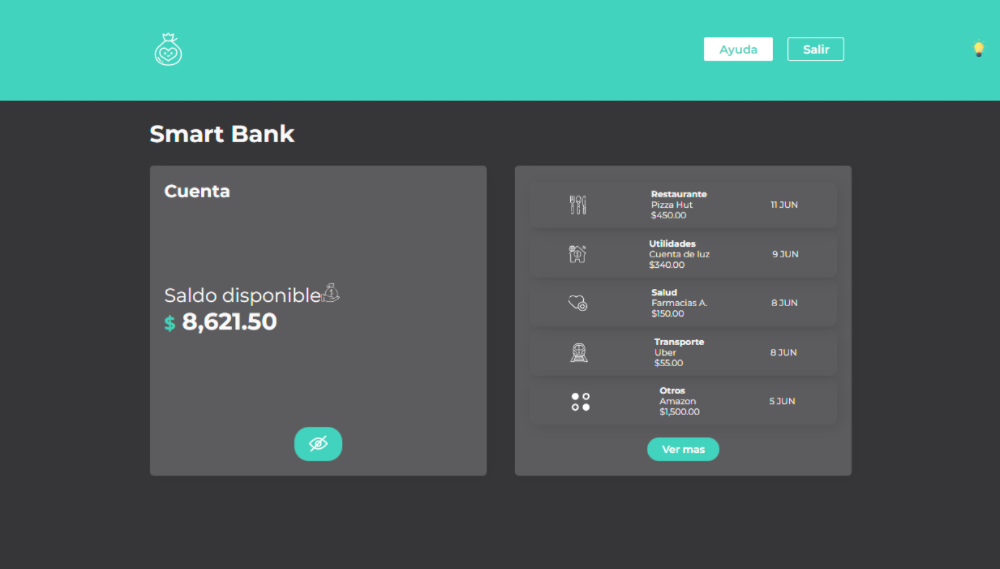 Ayuda
Salir
Smart Bank
Cuenta
Saldo disponible
$ 8,621.50
Restaurante
Pizza Hut
$450.00
11 JUN
Utilidades
Cuenta de luz
$340.00
9 JUN
Salud
Farmacias A.
$150.00
8 JUN
Transporte
Uber
$55.00
8 JUN
Otros
Amazon
$1,500.00
5 JUN
Ver mas